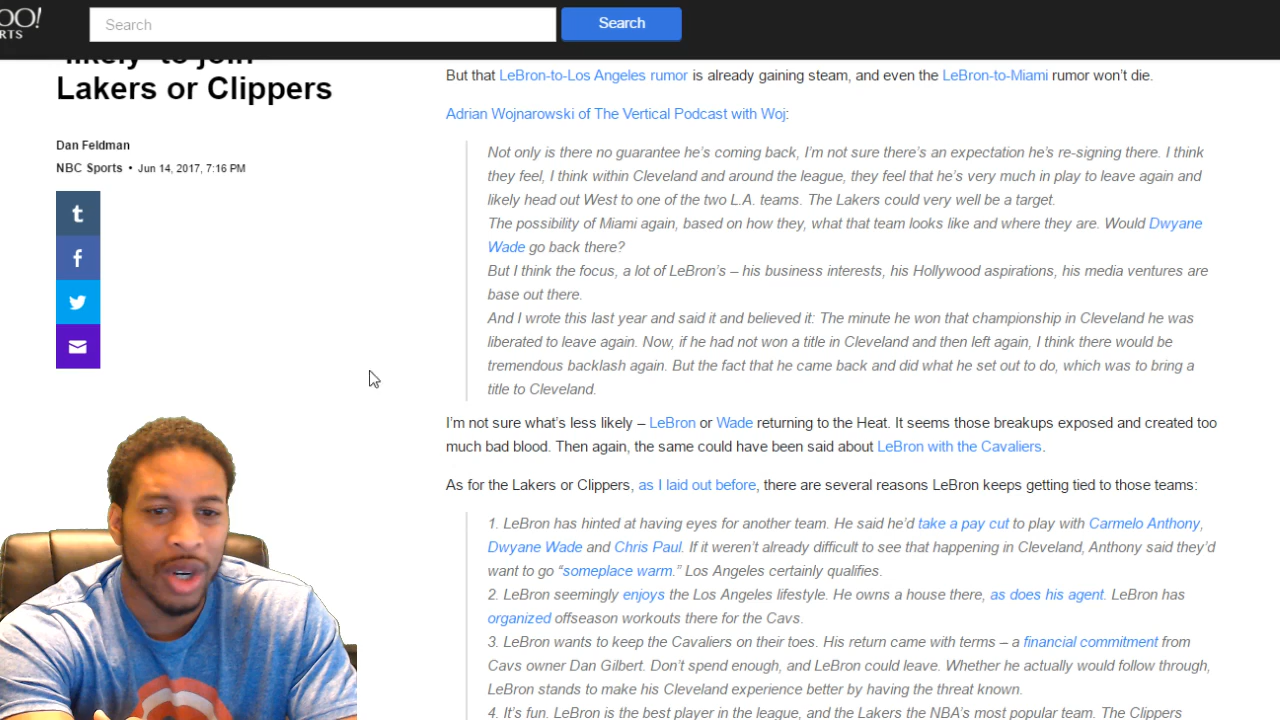 OO!
RTS
Search
Search
"likely" to join
Lakers or Clippers
Dan Feldman
NBC Sports • Jun 14, 2017, 7:16 PM
t
f
But that LeBron-to-Los Angeles rumor is already gaining steam, and even the LeBron-to-Miami rumor won’t die.
Adrian Wojnarowski of The Vertical Podcast with Woj:
Not only is there no guarantee he’s coming back, I’m not sure there’s an expectation he’s re-signing there. I think
they feel, I think within Cleveland and around the league, they feel that he’s very much in play to leave again and
likely head out West to one of the two L.A. teams. The Lakers could very well be a target.
The possibility of Miami again, based on how they, what that team looks like and where they are. Would Dwyane
Wade go back there?
But I think the focus, a lot of LeBron’s – his business interests, his Hollywood aspirations, his media ventures are
base out there.
And I wrote this last year and said it and believed it: The minute he won that championship in Cleveland he was
liberated to leave again. Now, if he had not won a title in Cleveland and then left again, I think there would be
tremendous backlash again. But the fact that he came back and did what he set out to do, which was to bring a
title to Cleveland.
I’m not sure what’s less likely – LeBron or Wade returning to the Heat. It seems those breakups exposed and created too
much bad blood. Then again, the same could have been said about LeBron with the Cavaliers.
As for the Lakers or Clippers, as I laid out before, there are several reasons LeBron keeps getting tied to those teams:
1. LeBron has hinted at having eyes for another team. He said he’d take a pay cut to play with Carmelo Anthony,
Dwyane Wade and Chris Paul. If it weren’t already difficult to see that happening in Cleveland, Anthony said they’d
want to go “someplace warm.” Los Angeles certainly qualifies.
2. LeBron seemingly enjoys the Los Angeles lifestyle. He owns a house there, as does his agent. LeBron has
organized offseason workouts there for the Cavs.
3. LeBron wants to keep the Cavaliers on their toes. His return came with terms – a financial commitment from
Cavs owner Dan Gilbert. Don’t spend enough, and LeBron could leave. Whether he actually would follow through,
LeBron stands to make his Cleveland experience better by having the threat known.
4. It’s fun. LeBron is the best player in the league, and the Lakers the NBA’s most popular team. The Clippers